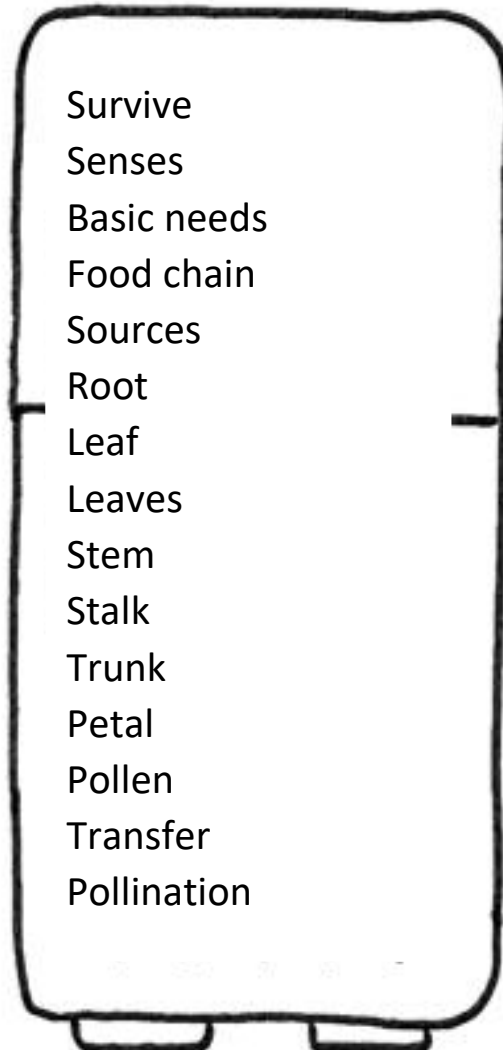 Survive
Senses
Basic needs
Food chain
Sources
Root
Leaf
Leaves
Stem
Stalk
Trunk
Petal
Pollen
Transfer
Pollination